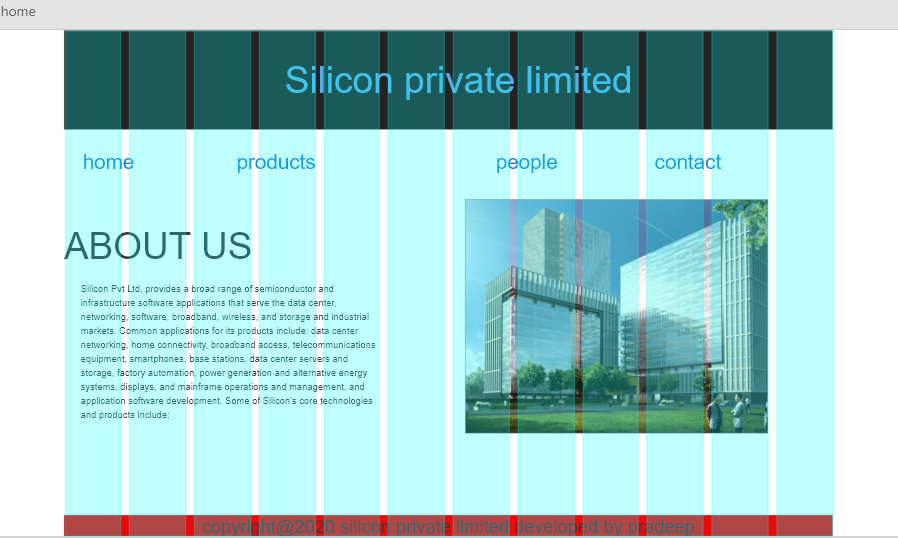 home
Silicon private limited
home products people contact
ABOUT US
Silicon Pvt Ltd, provides a broad range of semiconductor and
infrastructure software applications that serve the data center,
networking, software, broadband, wireless, and storage and industrial
markets. Common applications for its products include: data center
networking, home connectivity, broadband access, telecommunications
equipment, smartphones, base stations, data center servers and
storage, factory automation, power generation and alternative energy
systems, displays, and mainframe operations and management, and
application software development. Some of Silicon's core technologies
and products include:
copyright@2020 silicon private limited developed by pradeep